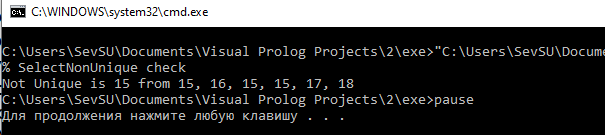 C:\WINDOWS\system32\cmd.exe
C:\Users\SevSU\Documents\Visual Prolog Projects\2\exe>"C:\Users\SevSU\Docume
% SelectNonUnique check
Not Unique is 15 from 15, 16, 15, 15, 17, 18
C:\Users\SevSU\Documents\Visual Prolog Projects\2\exe>pause
Для продолжения нажмите любую клавишу . . .